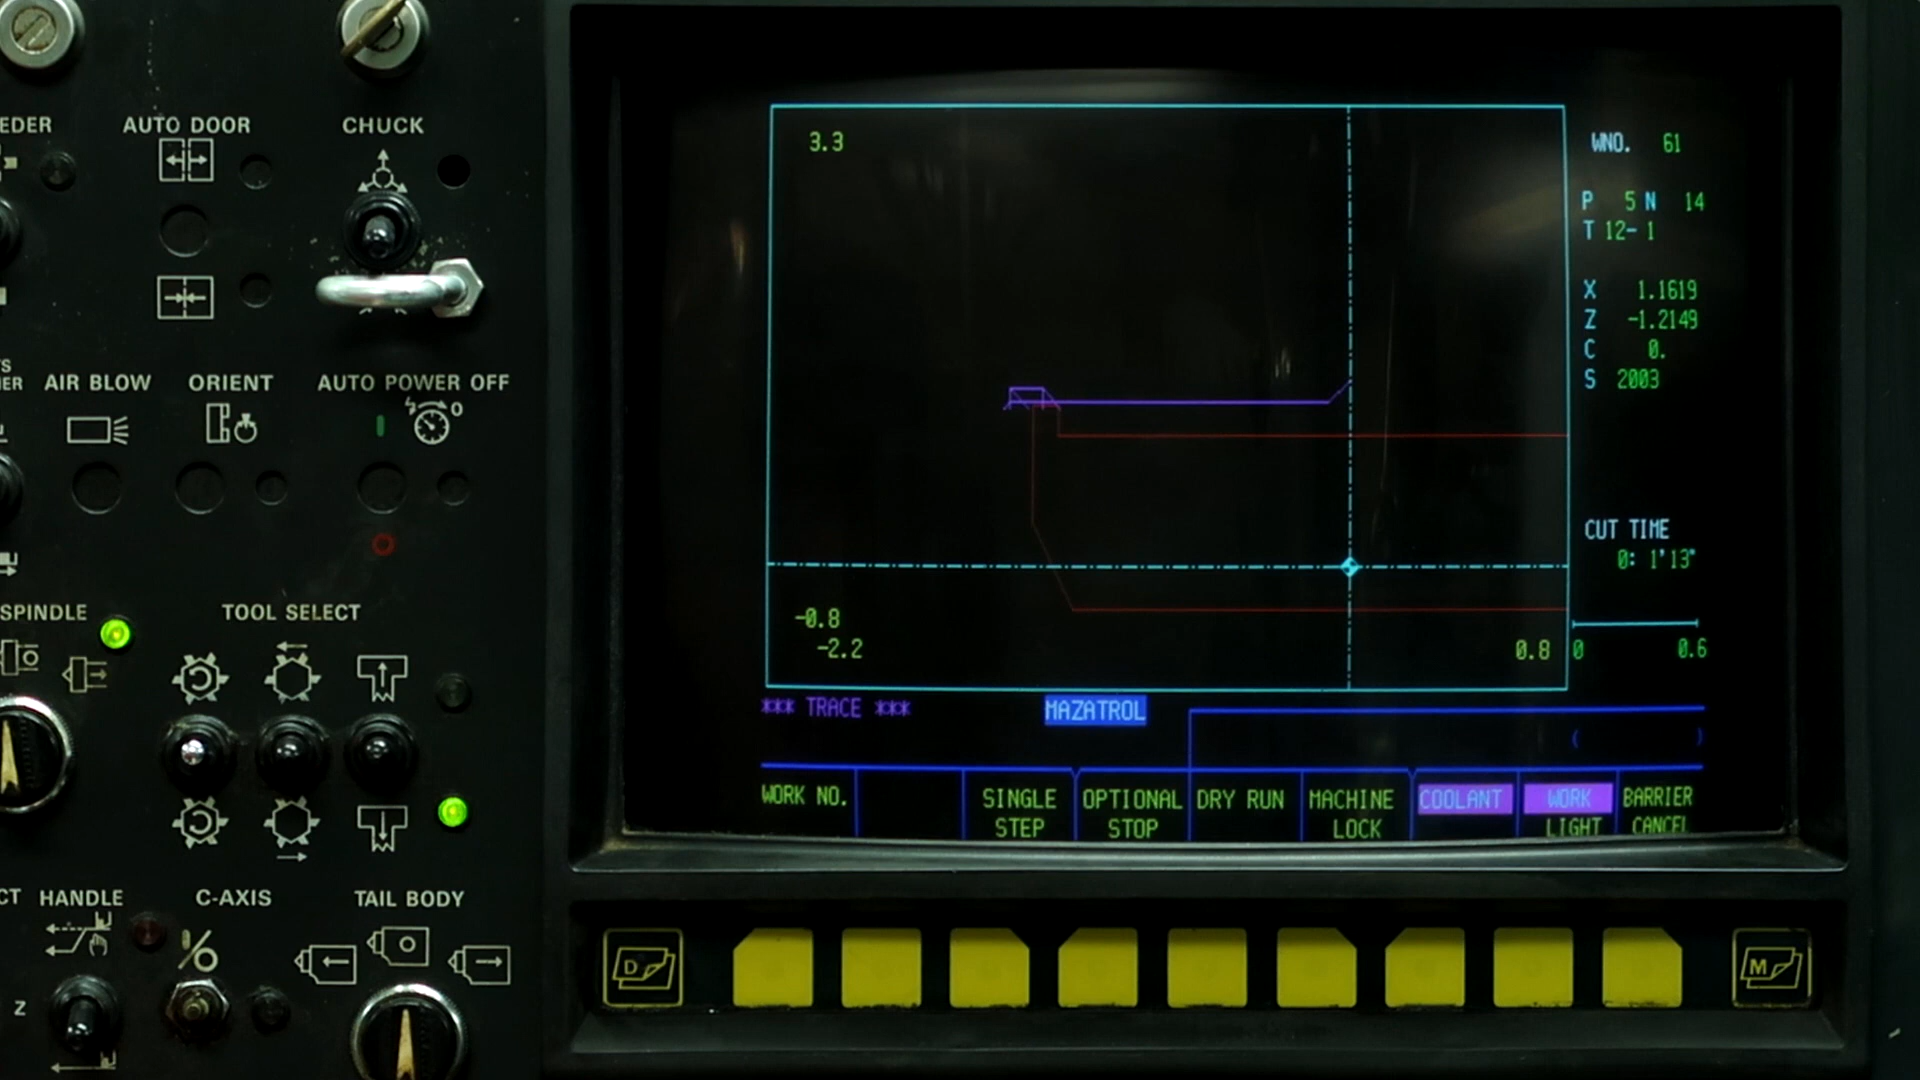 EDER
AUTO DOOR
CHUCK
AIR BLOW
ORIENT
AUTO POWER OFF
SPINDLE
TOOL SELECT
CT
HANDLE
C-AXIS
TAIL BODY
Z
3.3
-0.8
-2.2
0.8
WNO. 61
P 5 N 14
T 12- 1
X 1.1619
Z -1.2149
C 0.
S 2003
CUT TIME
0: 1'13"
0 0.6
*** TRACE ***
MAZATROL
( )
WORK NO.
SINGLE
STEP
OPTIONAL
STOP
DRY RUN
MACHINE
LOCK
COOLANT
WORK
LIGHT
BARRIER
CANCEL
D
M